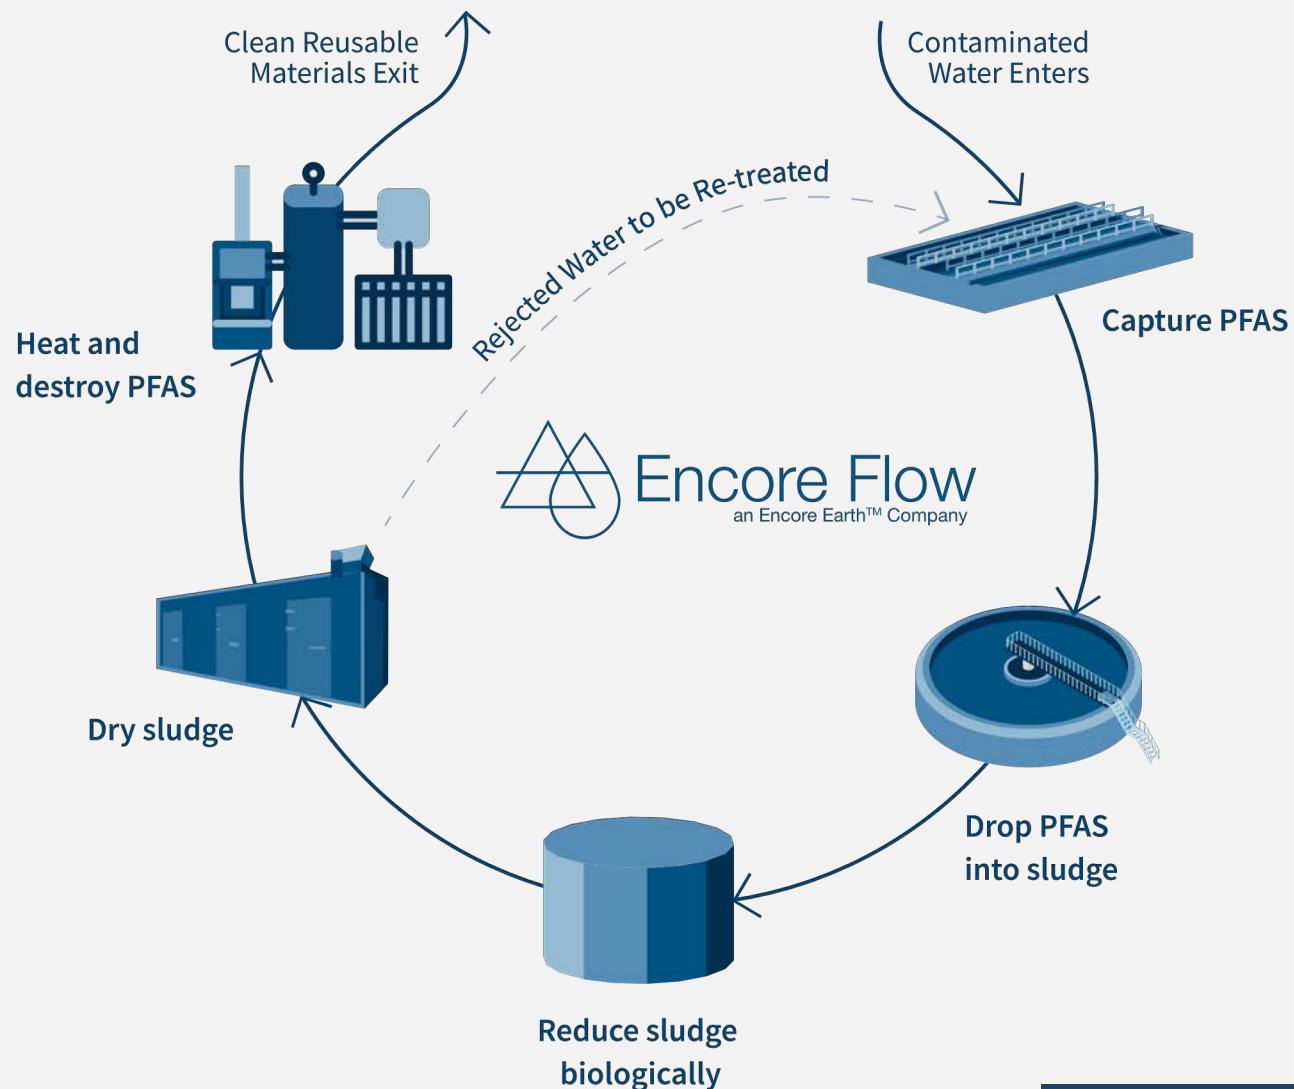 Clean Reusable
Materials Exit
Contaminated
Water Enters
Rejected Water to be Re-treated
Capture PFAS
Heat and
destroy PFAS
Encore Flow
an Encore Earth™ Company
Dry sludge
Drop PFAS
into sludge
Reduce sludge
biologically